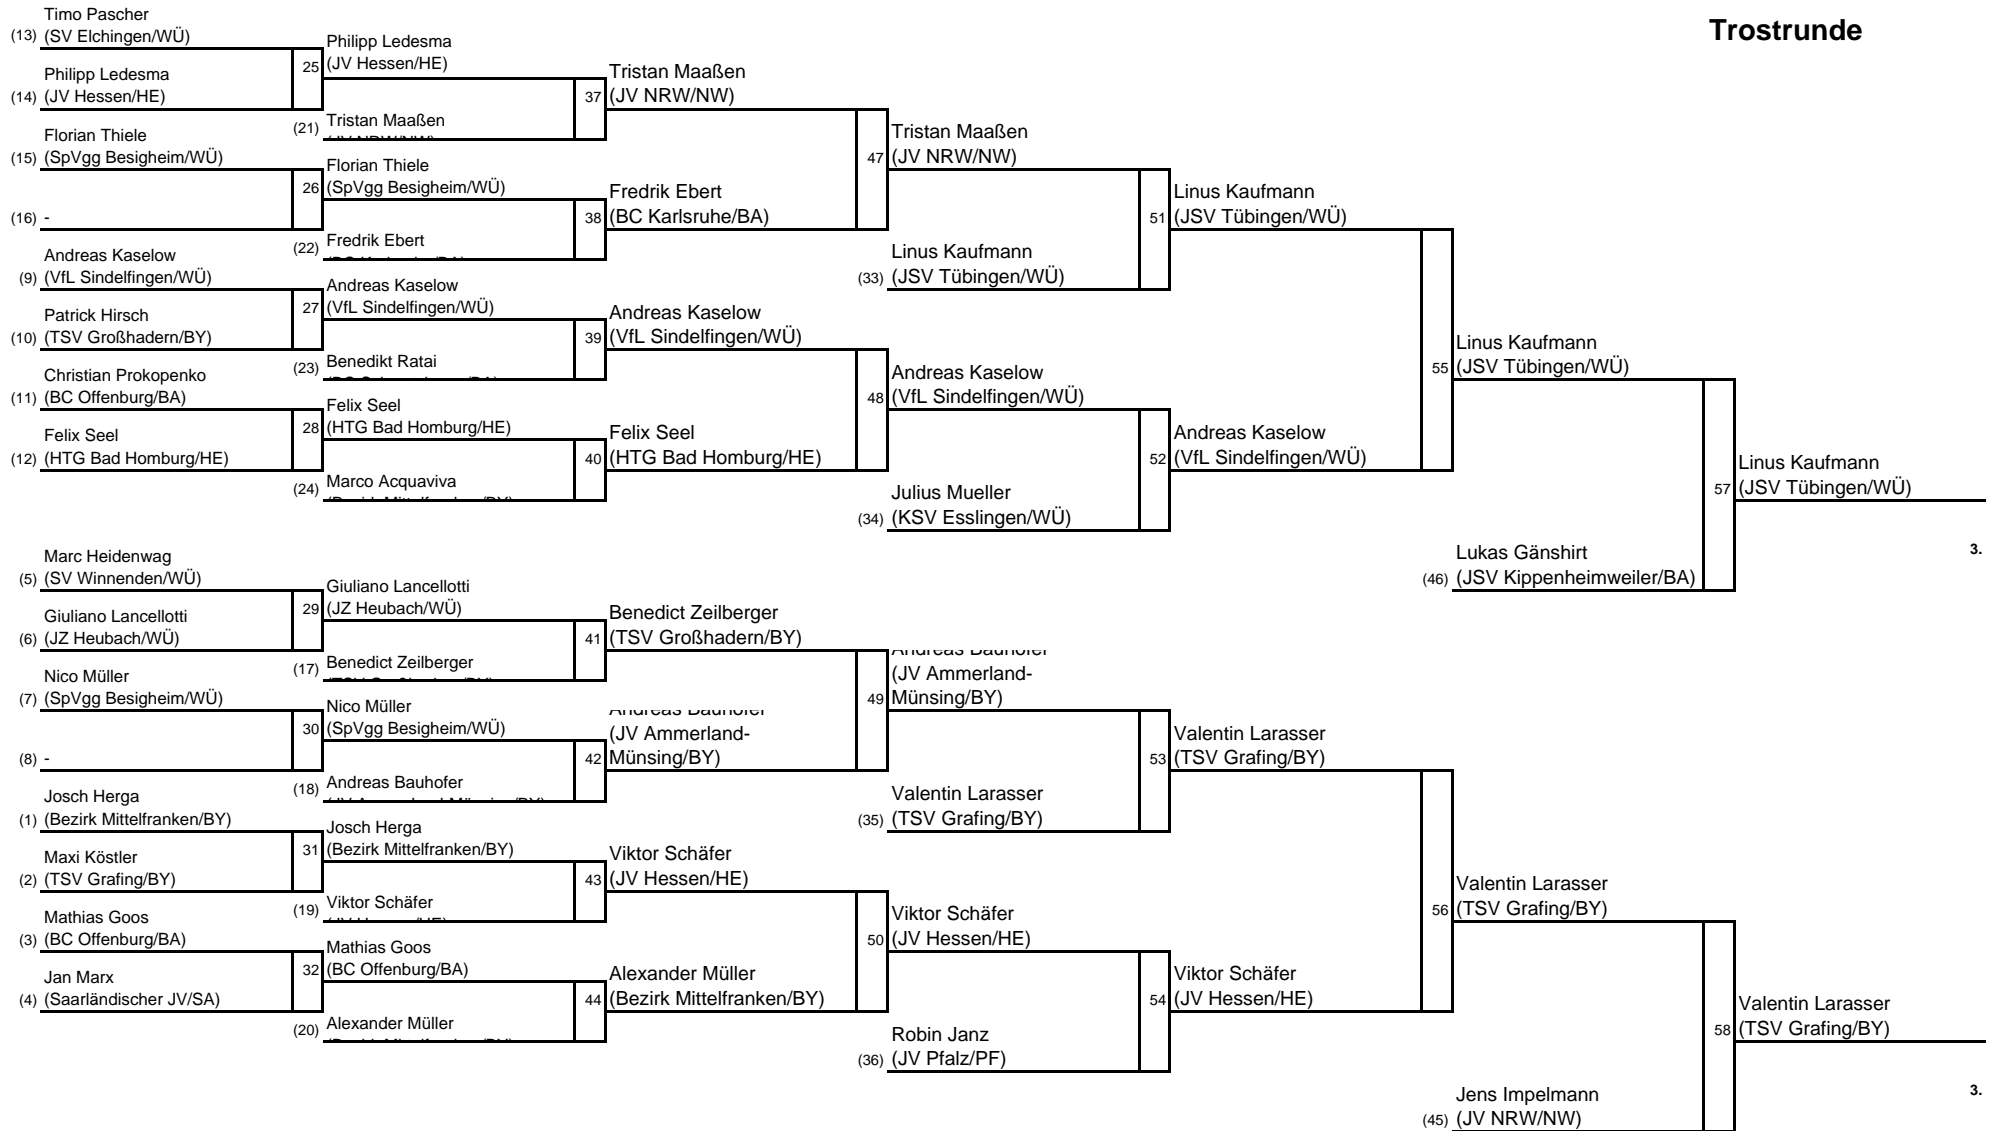 Trostrunde
Timo Pascher
(13) (SV Elchingen/WÜ)
Philipp Ledesma
(14) (JV Hessen/HE)
Florian Thiele
(15) (SpVgg Besigheim/WÜ)
(16) -
Andreas Kaselow
(9) (VfL Sindelfingen/WÜ)
Patrick Hirsch
(10) (TSV Großhadern/BY)
Christian Prokopenko
(11) (BC Offenburg/BA)
Felix Seel
(12) (HTG Bad Homburg/HE)
Marc Heidenwag
(5) (SV Winnenden/WÜ)
Giuliano Lancellotti
(6) (JZ Heubach/WÜ)
Nico Müller
(7) (SpVgg Besigheim/WÜ)
(8) -
Josch Herga
(1) (Bezirk Mittelfranken/BY)
Maxi Köstler
(2) (TSV Grafing/BY)
Mathias Goos
(3) (BC Offenburg/BA)
Jan Marx
(4) (Saarländischer JV/SA)
Philipp Ledesma
25 (JV Hessen/HE)
(21) Tristan Maaßen
Florian Thiele
26 (SpVgg Besigheim/WÜ)
(22) Fredrik Ebert
Andreas Kaselow
27 (VfL Sindelfingen/WÜ)
(23) Benedikt Ratai
Felix Seel
28 (HTG Bad Homburg/HE)
(24) Marco Acquaviva
Giuliano Lancellotti
29 (JZ Heubach/WÜ)
(17) Benedict Zeilberger
Nico Müller
30 (SpVgg Besigheim/WÜ)
(18) Andreas Bauhofer
Josch Herga
31 (Bezirk Mittelfranken/BY)
(19) Viktor Schäfer
Mathias Goos
32 (BC Offenburg/BA)
(20) Alexander Müller
Tristan Maaßen
37 (JV NRW/NW)
Fredrik Ebert
38 (BC Karlsruhe/BA)
Andreas Kaselow
39 (VfL Sindelfingen/WÜ)
Felix Seel
40 (HTG Bad Homburg/HE)
Benedict Zeilberger
41 (TSV Großhadern/BY)
Andreas Bauhofer
(JV Ammerland-
42 Münsing/BY)
Viktor Schäfer
43 (JV Hessen/HE)
Alexander Müller
44 (Bezirk Mittelfranken/BY)
Tristan Maaßen
47 (JV NRW/NW)
Linus Kaufmann
(33) (JSV Tübingen/WÜ)
Andreas Kaselow
48 (VfL Sindelfingen/WÜ)
Julius Mueller
(34) (KSV Esslingen/WÜ)
Andreas Bauhofer
(JV Ammerland-
49 Münsing/BY)
Valentin Larasser
(35) (TSV Grafing/BY)
Viktor Schäfer
50 (JV Hessen/HE)
Robin Janz
(36) (JV Pfalz/PF)
Linus Kaufmann
51 (JSV Tübingen/WÜ)
Andreas Kaselow
52 (VfL Sindelfingen/WÜ)
Valentin Larasser
53 (TSV Grafing/BY)
Viktor Schäfer
54 (JV Hessen/HE)
Linus Kaufmann
55 (JSV Tübingen/WÜ)
Lukas Gänshirt
(46) (JSV Kippenheimweiler/BA)
Valentin Larasser
56 (TSV Grafing/BY)
Jens Impelmann
(45) (JV NRW/NW)
Linus Kaufmann
57 (JSV Tübingen/WÜ)
3.
Valentin Larasser
58 (TSV Grafing/BY)
3.